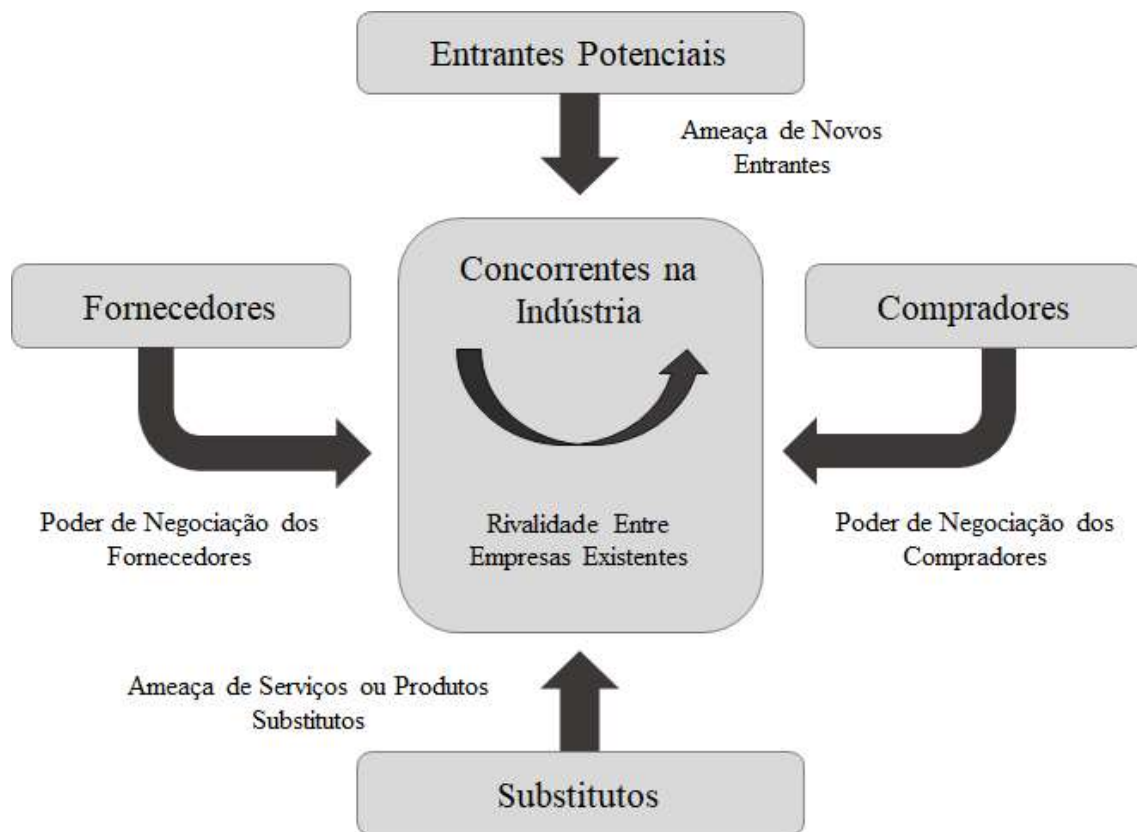 Entrantes Potenciais
Ameaça de Novos
Entrantes
Fornecedores
Concorrentes na
Indústria
Compradores
Poder de Negociação dos
Fornecedores
Rivalidade Entre
Empresas Existentes
Poder de Negociação dos
Compradores
Ameaça de Serviços ou Produtos
Substitutos
Substitutos